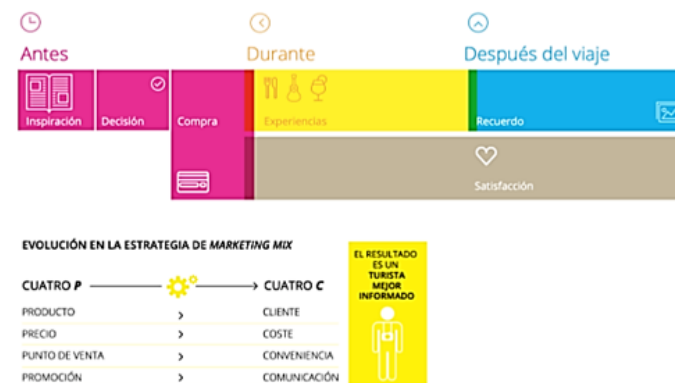 Antes
Durante
Después del viaje
Inspiración
Decisión
Compra
Experiencias
Recuerdo
Satisfacción
EVOLUCIÓN EN LA ESTRATEGIA DE MARKETING MIX
CUATRO P
CUATRO C
PRODUCTO > CLIENTE
PRECIO > COSTE
PUNTO DE VENTA > CONVENIENCIA
PROMOCIÓN > COMUNICACIÓN
EL RESULTADO
ES UN
TURISTA
MEJOR
INFORMADO